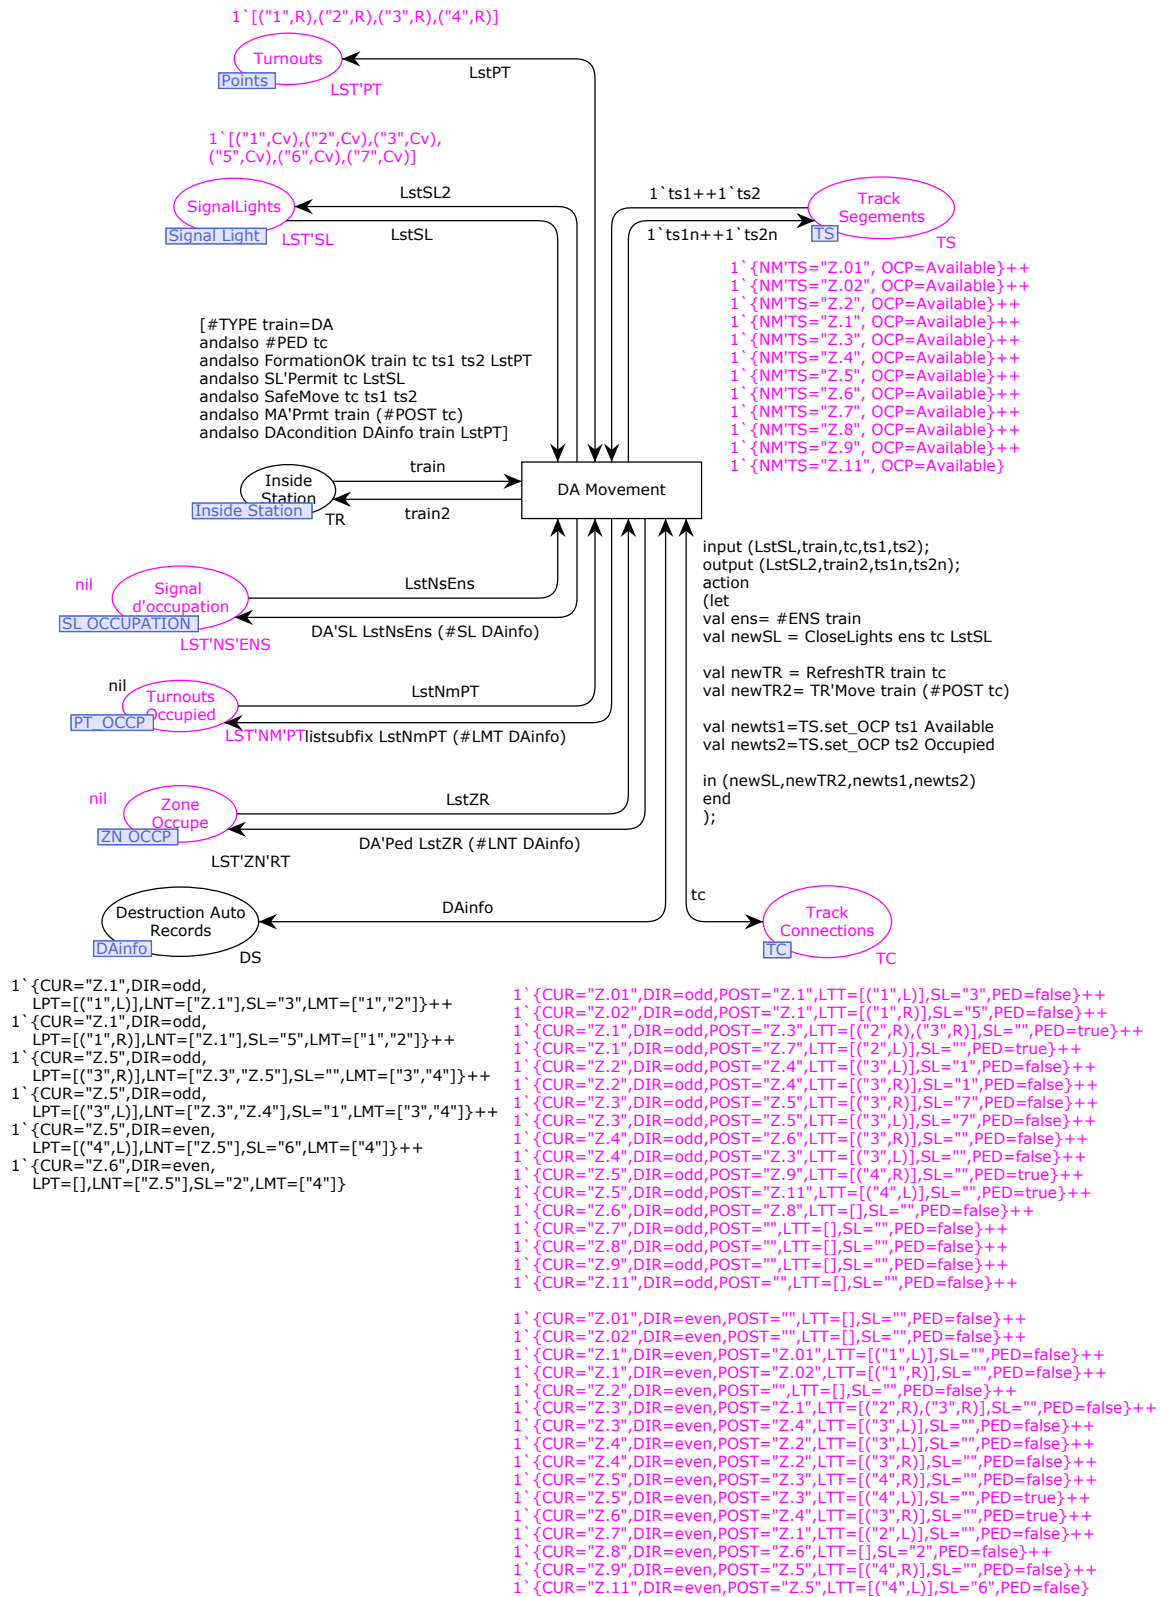 1`[("1",R),("2",R),("3",R),("4",R)]
Turnouts
Points
LST'PT
LstPT
1`[("1",Cv),("2",Cv),("3",Cv),
("5",Cv),("6",Cv),("7",Cv)]
SignalLights
Signal Light
LST'SL
LstSL2
LstSL
1`ts1++1`ts2
1`ts1n++1`ts2n
Track
Segements
TS
TS
1`{NM'TS="Z.01", OCP=Available}++
1`{NM'TS="Z.02", OCP=Available}++
1`{NM'TS="Z.2", OCP=Available}++
1`{NM'TS="Z.1", OCP=Available}++
1`{NM'TS="Z.3", OCP=Available}++
1`{NM'TS="Z.4", OCP=Available}++
1`{NM'TS="Z.5", OCP=Available}++
1`{NM'TS="Z.6", OCP=Available}++
1`{NM'TS="Z.7", OCP=Available}++
1`{NM'TS="Z.8", OCP=Available}++
1`{NM'TS="Z.9", OCP=Available}++
1`{NM'TS="Z.11", OCP=Available}
[#TYPE train=DA
andalso #PED tc
andalso FormationOK train tc ts1 ts2 LstPT
andalso SL'Permit tc LstSL
andalso SafeMove tc ts1 ts2
andalso MA'Prmt train (#POST tc)
andalso DAcondition DAinfo train LstPT]
Inside
Station
Inside Station
TR
train
train2
DA Movement
input (LstSL,train,tc,ts1,ts2);
output (LstSL2,train2,ts1n,ts2n);
action
(let
val ens= #ENS train
val newSL = CloseLights ens tc LstSL
val newTR = RefreshTR train tc
val newTR2= TR'Move train (#POST tc)
val newts1=TS.set_OCP ts1 Available
val newts2=TS.set_OCP ts2 Occupied
in (newSL,newTR2,newts1,newts2)
end
);
nil
Signal
d'occupation
SL OCCUPATION
LST'NS'ENS
LstNsEns
DA'SL LstNsEns (#SL DAinfo)
nil
Turnouts
Occupied
PT_OCCP
LST'NM'PT
LstNmPT
listsubfix LstNmPT (#LMT DAinfo)
nil
Zone
Occupe
ZN OCCP
LST'ZN'RT
LstZR
DA'Ped LstZR (#LNT DAinfo)
Destruction Auto
Records
DAinfo
DS
DAinfo
tc
Track
Connections
TC
TC
1`{CUR="Z.1",DIR=odd,
LPT=[("1",L)],LNT=["Z.1"],SL="3",LMT=["1","2"]}++
1`{CUR="Z.1",DIR=odd,
LPT=[("1",R)],LNT=["Z.1"],SL="5",LMT=["1","2"]}++
1`{CUR="Z.5",DIR=odd,
LPT=[("3",R)],LNT=["Z.3","Z.5"],SL="",LMT=["3","4"]}++
1`{CUR="Z.5",DIR=odd,
LPT=[("3",L)],LNT=["Z.3","Z.4"],SL="1",LMT=["3","4"]}++
1`{CUR="Z.5",DIR=even,
LPT=[("4",L)],LNT=["Z.5"],SL="6",LMT=["4"]}++
1`{CUR="Z.6",DIR=even,
LPT=[],LNT=["Z.5"],SL="2",LMT=["4"]}
1`{CUR="Z.01",DIR=odd,POST="Z.1",LTT=[("1",L)],SL="3",PED=false}++
1`{CUR="Z.02",DIR=odd,POST="Z.1",LTT=[("1",R)],SL="5",PED=false}++
1`{CUR="Z.1",DIR=odd,POST="Z.3",LTT=[("2",R),("3",R)],SL="",PED=true}++
1`{CUR="Z.1",DIR=odd,POST="Z.7",LTT=[("2",L)],SL="",PED=true}++
1`{CUR="Z.2",DIR=odd,POST="Z.4",LTT=[("3",L)],SL="1",PED=false}++
1`{CUR="Z.2",DIR=odd,POST="Z.4",LTT=[("3",R)],SL="1",PED=false}++
1`{CUR="Z.3",DIR=odd,POST="Z.5",LTT=[("3",R)],SL="7",PED=false}++
1`{CUR="Z.3",DIR=odd,POST="Z.5",LTT=[("3",L)],SL="7",PED=false}++
1`{CUR="Z.4",DIR=odd,POST="Z.6",LTT=[("3",R)],SL="",PED=false}++
1`{CUR="Z.4",DIR=odd,POST="Z.3",LTT=[("3",L)],SL="",PED=false}++
1`{CUR="Z.5",DIR=odd,POST="Z.9",LTT=[("4",R)],SL="",PED=true}++
1`{CUR="Z.5",DIR=odd,POST="Z.11",LTT=[("4",L)],SL="",PED=true}++
1`{CUR="Z.6",DIR=odd,POST="Z.8",LTT=[],SL="",PED=false}++
1`{CUR="Z.7",DIR=odd,POST="",LTT=[],SL="",PED=false}++
1`{CUR="Z.8",DIR=odd,POST="",LTT=[],SL="",PED=false}++
1`{CUR="Z.9",DIR=odd,POST="",LTT=[],SL="",PED=false}++
1`{CUR="Z.11",DIR=odd,POST="",LTT=[],SL="",PED=false}++
1`{CUR="Z.01",DIR=even,POST="",LTT=[],SL="",PED=false}++
1`{CUR="Z.02",DIR=even,POST="",LTT=[],SL="",PED=false}++
1`{CUR="Z.1",DIR=even,POST="Z.01",LTT=[("1",L)],SL="",PED=false}++
1`{CUR="Z.1",DIR=even,POST="Z.02",LTT=[("1",R)],SL="",PED=false}++
1`{CUR="Z.2",DIR=even,POST="",LTT=[],SL="",PED=false}++
1`{CUR="Z.3",DIR=even,POST="Z.1",LTT=[("2",R),("3",R)],SL="",PED=false}++
1`{CUR="Z.3",DIR=even,POST="Z.4",LTT=[("3",L)],SL="",PED=false}++
1`{CUR="Z.4",DIR=even,POST="Z.2",LTT=[("3",L)],SL="",PED=false}++
1`{CUR="Z.4",DIR=even,POST="Z.2",LTT=[("3",R)],SL="",PED=false}++
1`{CUR="Z.5",DIR=even,POST="Z.3",LTT=[("4",R)],SL="",PED=false}++
1`{CUR="Z.5",DIR=even,POST="Z.3",LTT=[("4",L)],SL="",PED=true}++
1`{CUR="Z.6",DIR=even,POST="Z.4",LTT=[("3",R)],SL="",PED=true}++
1`{CUR="Z.7",DIR=even,POST="Z.1",LTT=[("2",L)],SL="",PED=false}++
1`{CUR="Z.8",DIR=even,POST="Z.6",LTT=[],SL="2",PED=false}++
1`{CUR="Z.9",DIR=even,POST="Z.5",LTT=[("4",R)],SL="",PED=false}++
1`{CUR="Z.11",DIR=even,POST="Z.5",LTT=[("4",L)],SL="6",PED=false}